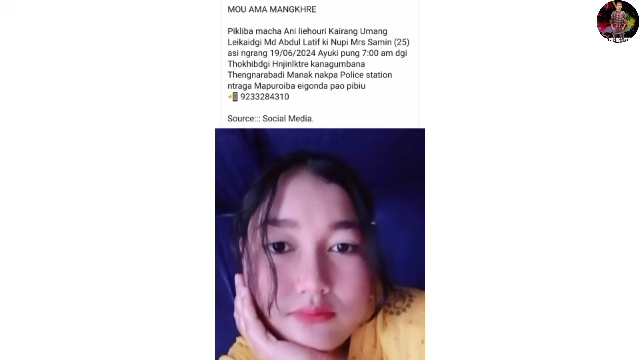 MOU AMA MANGKHRE
Pikliba macha Ani liehouri Kairang Umang
Leikaidgi Md Abdul Latif ki Nupi Mrs Samin (25)
asi ngrang 19/06/2024 Ayuki pung 7:00 am dgi
Thokhibdgi Hnjinlktre kanagumbana
Thengnarabadi Manak nakpa Police station
ntraga Mapuroiba eigonda pao pibiu
📲 9233284310
Source::: Social Media.